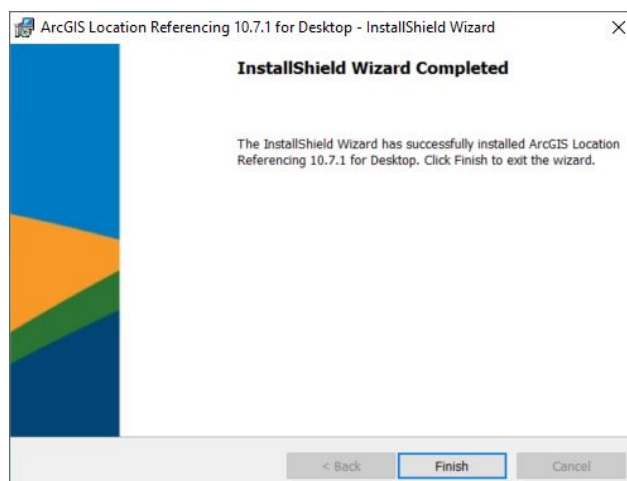 ArcGIS Location Referencing 10.7.1 for Desktop - InstallShield Wizard
InstallShield Wizard Completed
The InstallShield Wizard has successfully installed ArcGIS Location
Referencing 10.7.1 for Desktop. Click Finish to exit the wizard.
< Back Finish Cancel